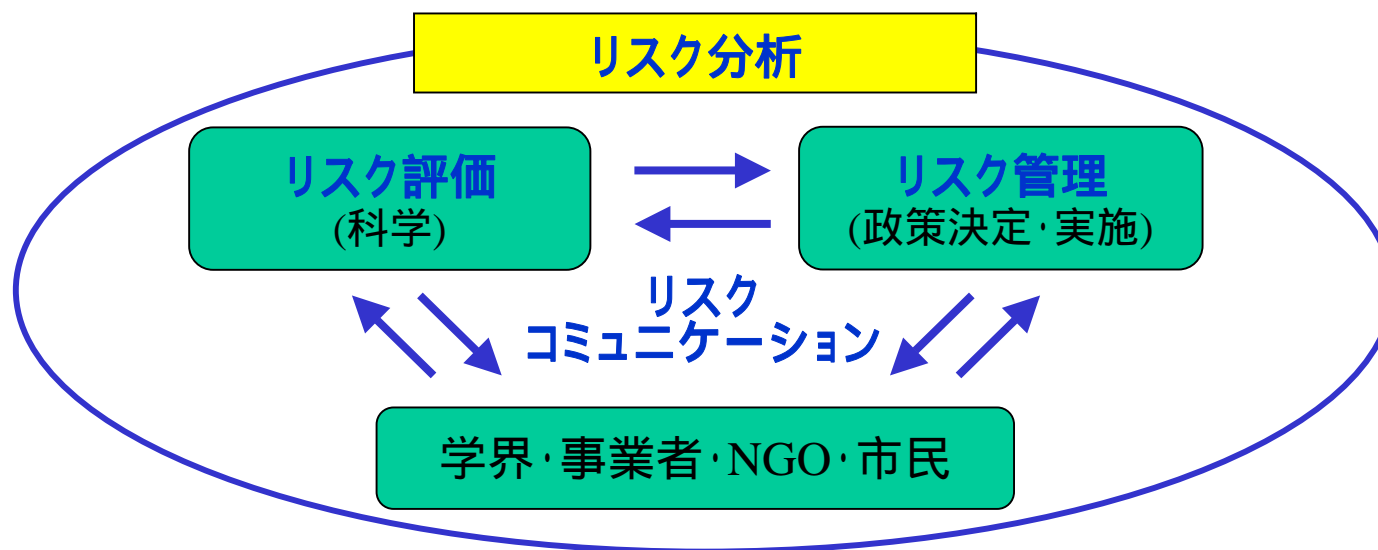 リスク分析
リスク評価
(科学)
リスク管理
(政策決定·実施)
リスク
コミュニケーション
学界·事業者·NGO·市民